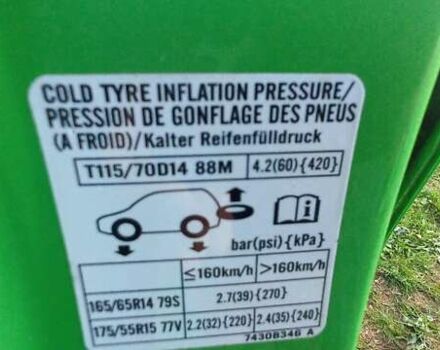 COLD TYRE INFLATION PRESSURE/
PRESSION DE GONFLAGE DES PNEUS
(A FROID)/Kalter Reifenfülldruck
T115/70D14 88M 4.2(60){420}
bar(psi){kPa}
≤160km/h >160km/h
165/65R14 79S 2.7(39){270}
175/55R15 77V 2.2(32){220} 2.4(35){240}
74308346 A